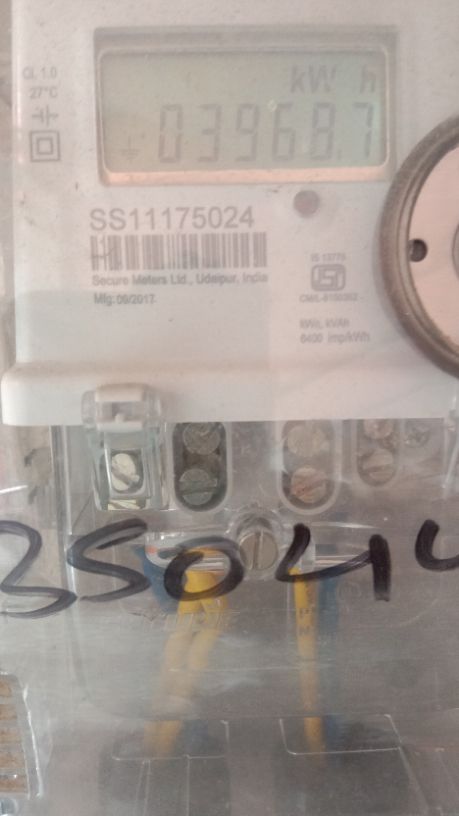 kW h
03968.7
CL 1.0
27°C
SS11175024
Secure Meters Ltd., Udaipur, India
Mfg: 09/2017
IS 13779
kWh, kVAh
6400 imp/kWh
35044